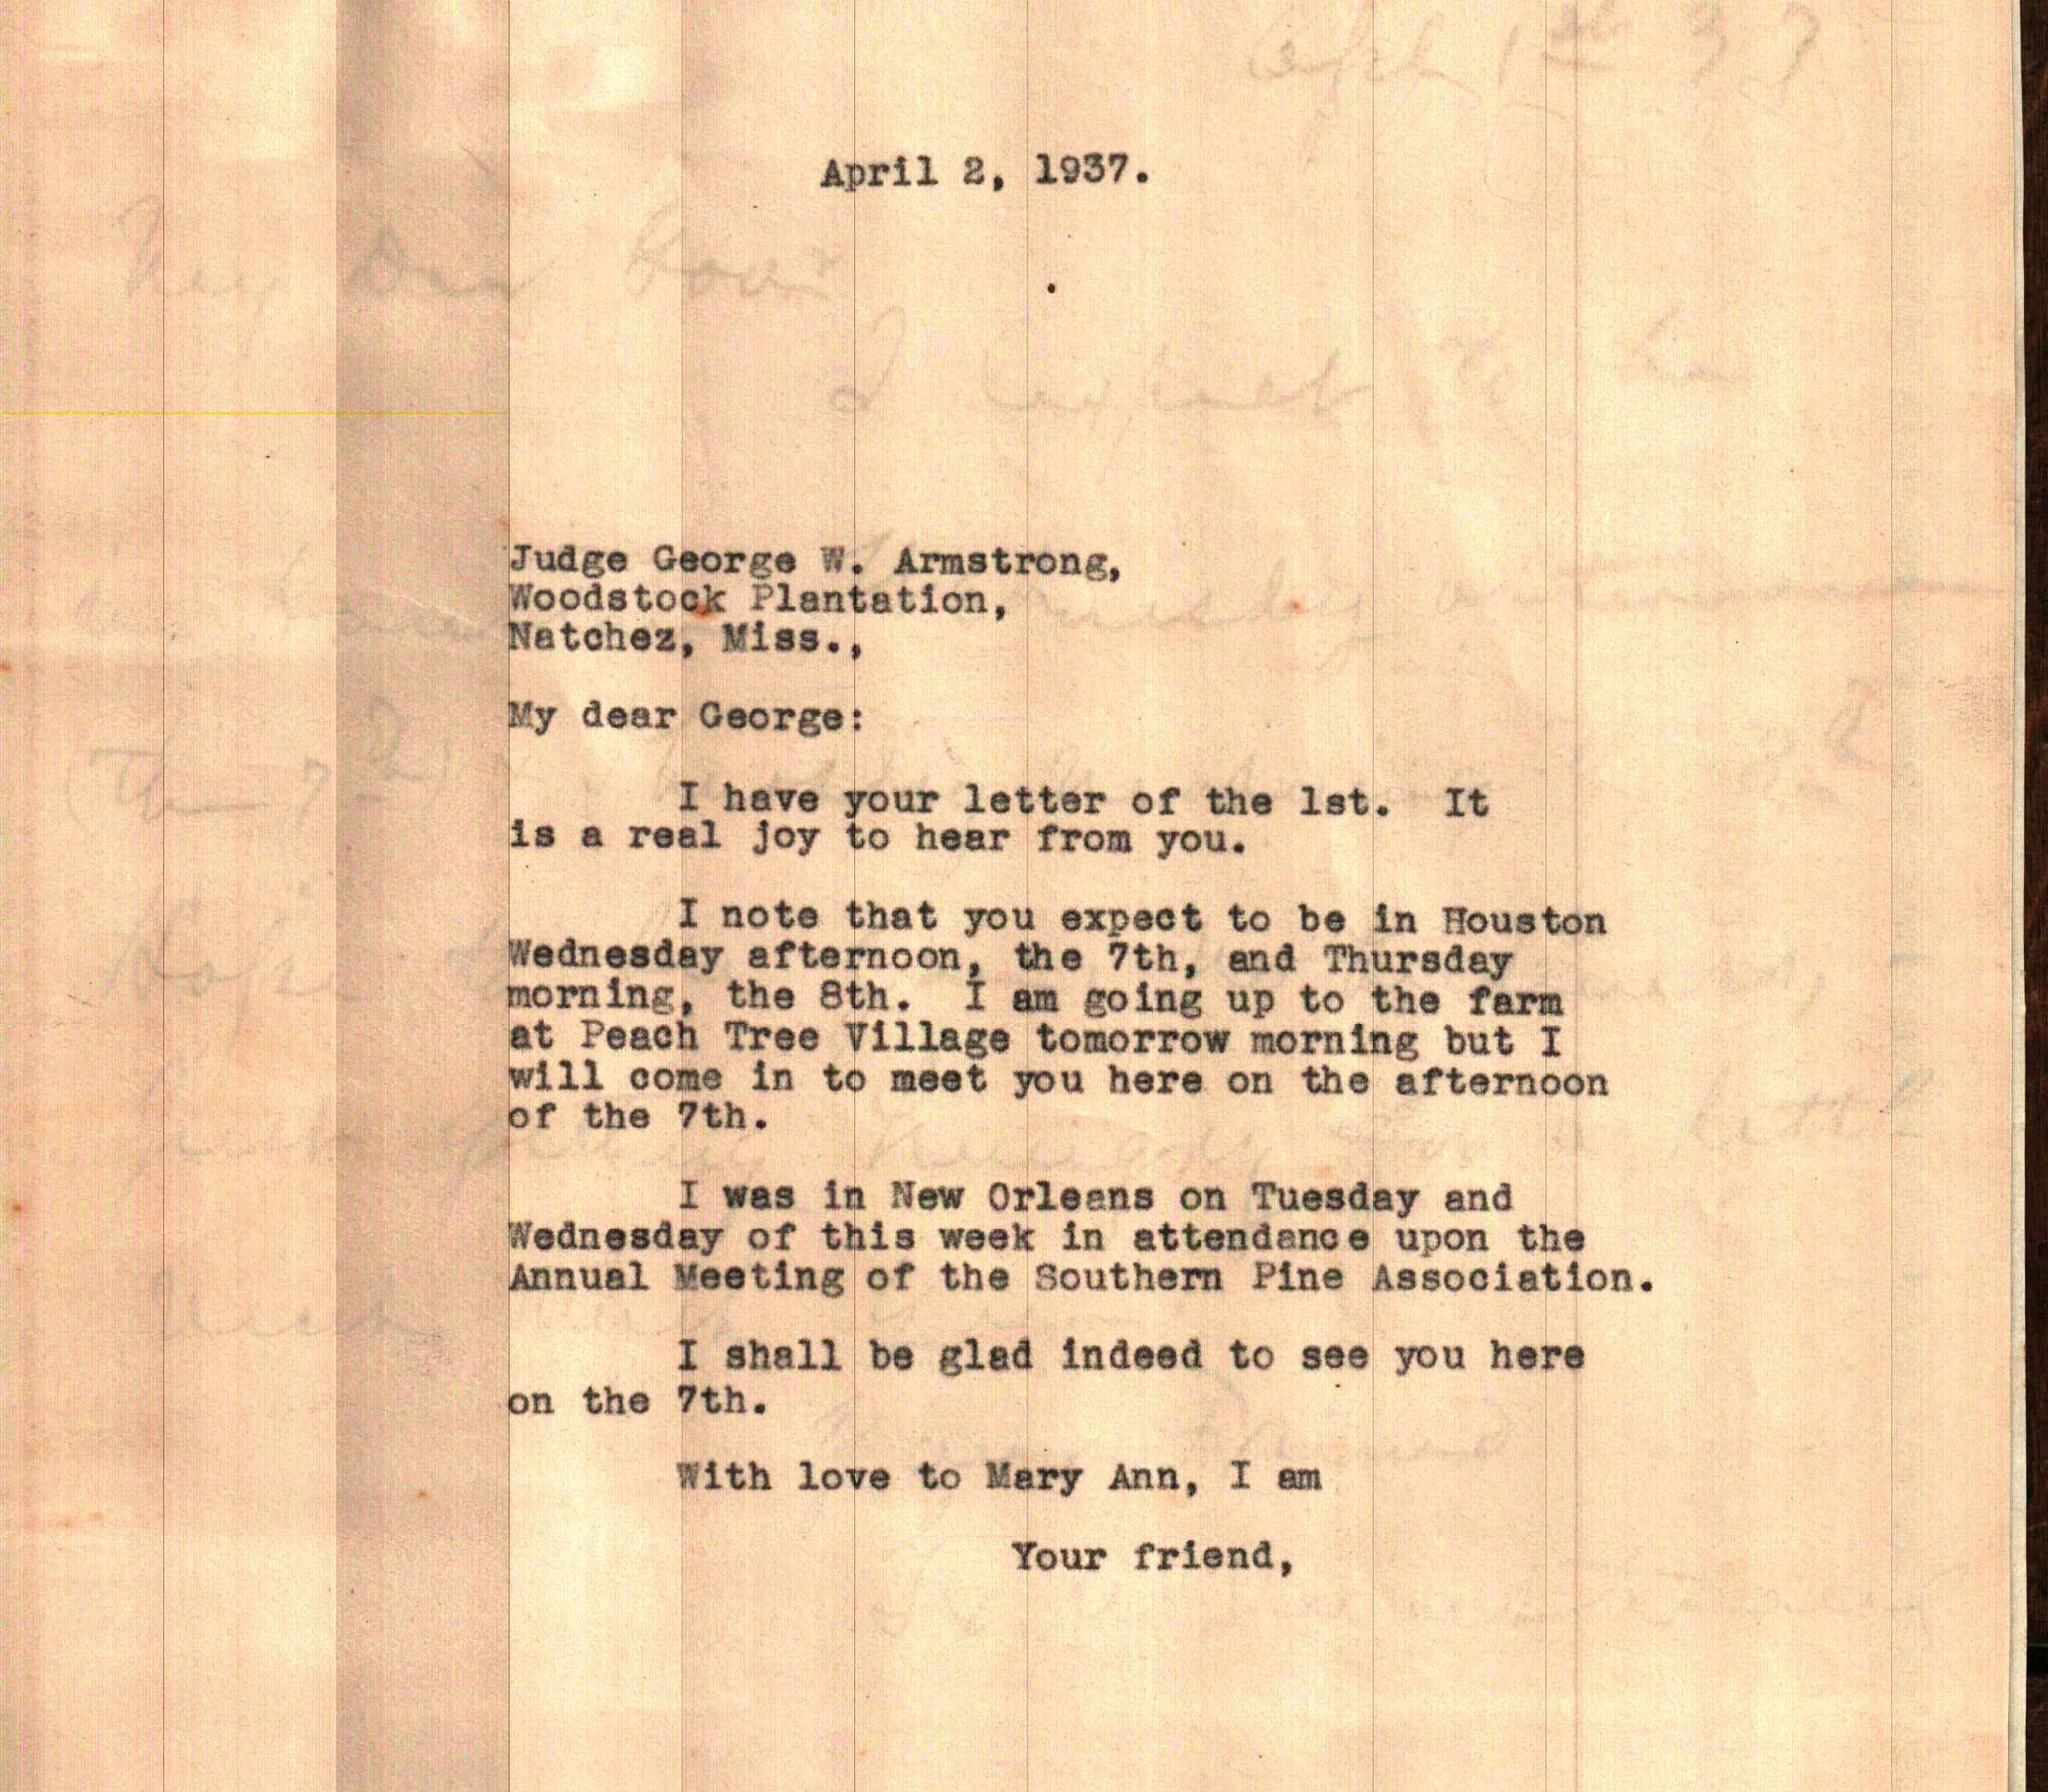 April 2, 1937.
Judge George W. Armstrong,
Woodstock Plantation,
Natchez, Miss.,
My dear George:
I have your letter of the 1st. It
is a real joy to hear from you.
I note that you expect to be in Houston
Wednesday afternoon, the 7th, and Thursday
morning, the 8th. I am going up to the farm
at Peach Tree Village tomorrow morning but I
will come in to meet you here on the afternoon
of the 7th.
I was in New Orleans on Tuesday and
Wednesday of this week in attendance upon the
Annual Meeting of the Southern Pine Association.
I shall be glad indeed to see you here
on the 7th.
With love to Mary Ann, I am
Your friend,